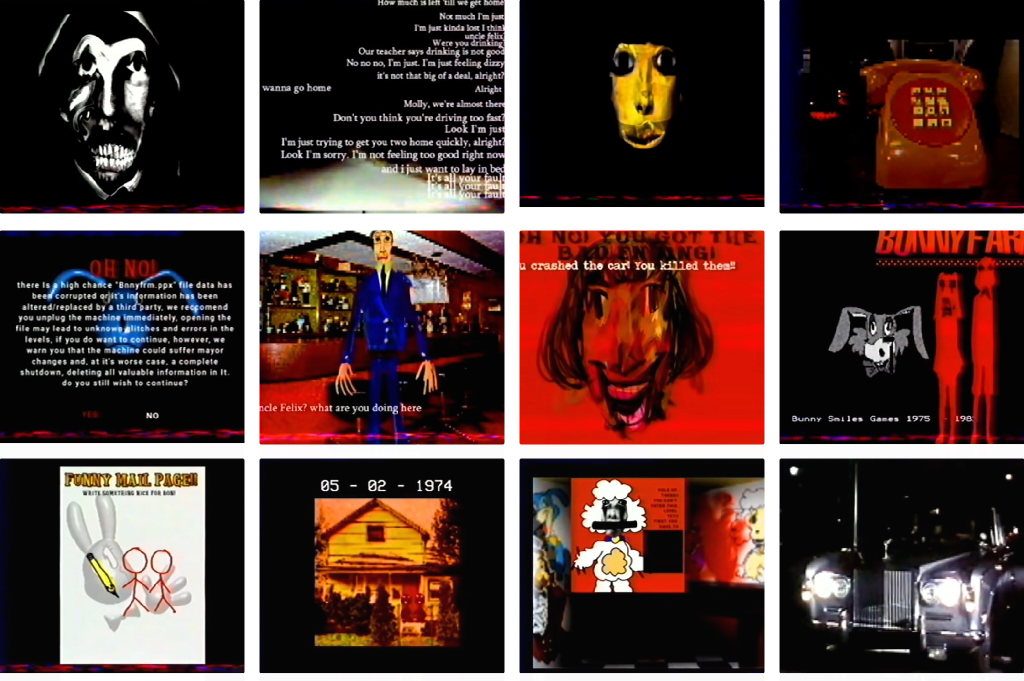 How much is left 'till we get home
Not much I'm just
I'm just kinda lost I think
uncle felix
Were you drinking
Our teacher says drinking is not good
No no no, I'm just. I'm just feeling dizzy
it's not that big of a deal, alright?
wanna go home
Alright
Molly, we're almost there
Don't you think you're driving too fast?
Look I'm just
I'm just trying to get you two home quickly, alright?
Look I'm sorry. I'm not feeling too good right now
and i just want to lay in bed
It's all your fault
It's all your fault
It's all your fault
OH NO!
there is a high chance "Bnnyfrm.ppx" file data has
been corrupted or it's information has been
altered/replaced by a third party, we recommend
you unplug the machine immediately, opening the
file may lead to unknown glitches and errors in the
levels, if you do want to continue, however, we
warn you that the machine could suffer mayor
changes and, at it's worse case, a complete
shutdown, deleting all valuable information in it.
do you still wish to continue?
YES
NO
ncle Felix? what are you doing here
OH NO! YOU GOT THE
BAD ENDING!
u crashed the car! You killed them!!
BUNNYFAR
Bunny Smiles Games 1975
198
FUNNY MAIL PAGE!!
WRITE SOMETHING NICE FOR BON!
05 - 02 - 1974